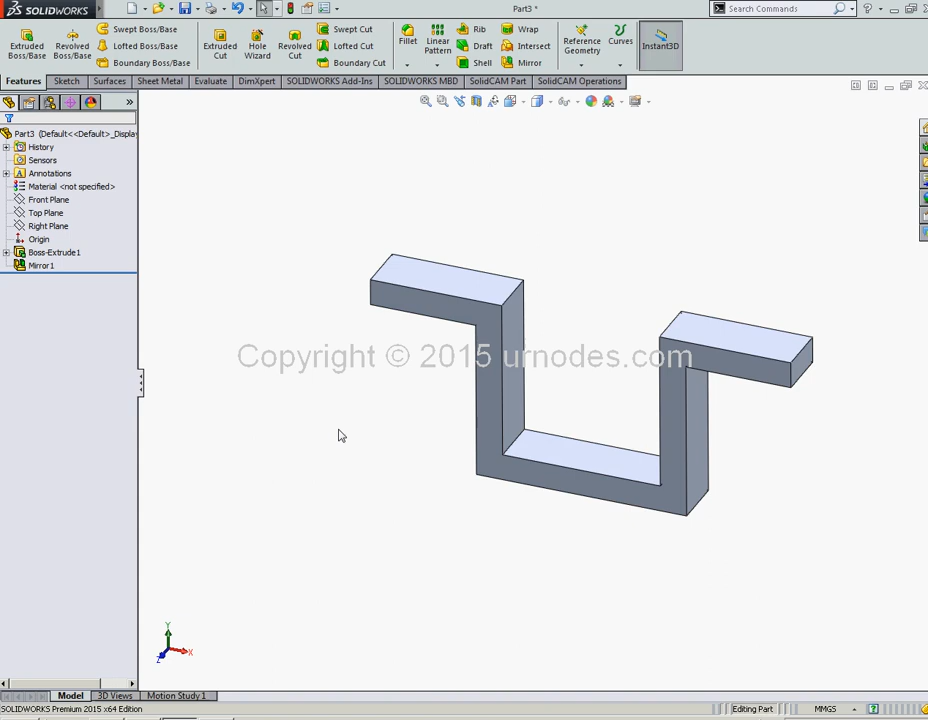 SOLIDWORKS
Part3 *
Search Commands
Extruded Boss/Base
Revolved Boss/Base
Swept Boss/Base
Lofted Boss/Base
Boundary Boss/Base
Extruded Cut
Hole Wizard
Revolved Cut
Swept Cut
Lofted Cut
Boundary Cut
Fillet
Linear Pattern
Rib
Draft
Shell
Wrap
Intersect
Mirror
Reference Geometry
Curves
Instant3D
Features
Sketch
Surfaces
Sheet Metal
Evaluate
DimXpert
SOLIDWORKS Add-Ins
SOLIDWORKS MBD
SolidCAM Part
SolidCAM Operations
Part3 (Default<<Default>_Display
History
Sensors
Annotations
Material <not specified>
Front Plane
Top Plane
Right Plane
Origin
Boss-Extrude1
Mirror1
Copyright © 2015 urnodes.com
Y
X
Z
Model
3D Views
Motion Study 1
SOLIDWORKS Premium 2015 x64 Edition
Editing Part
MMGS